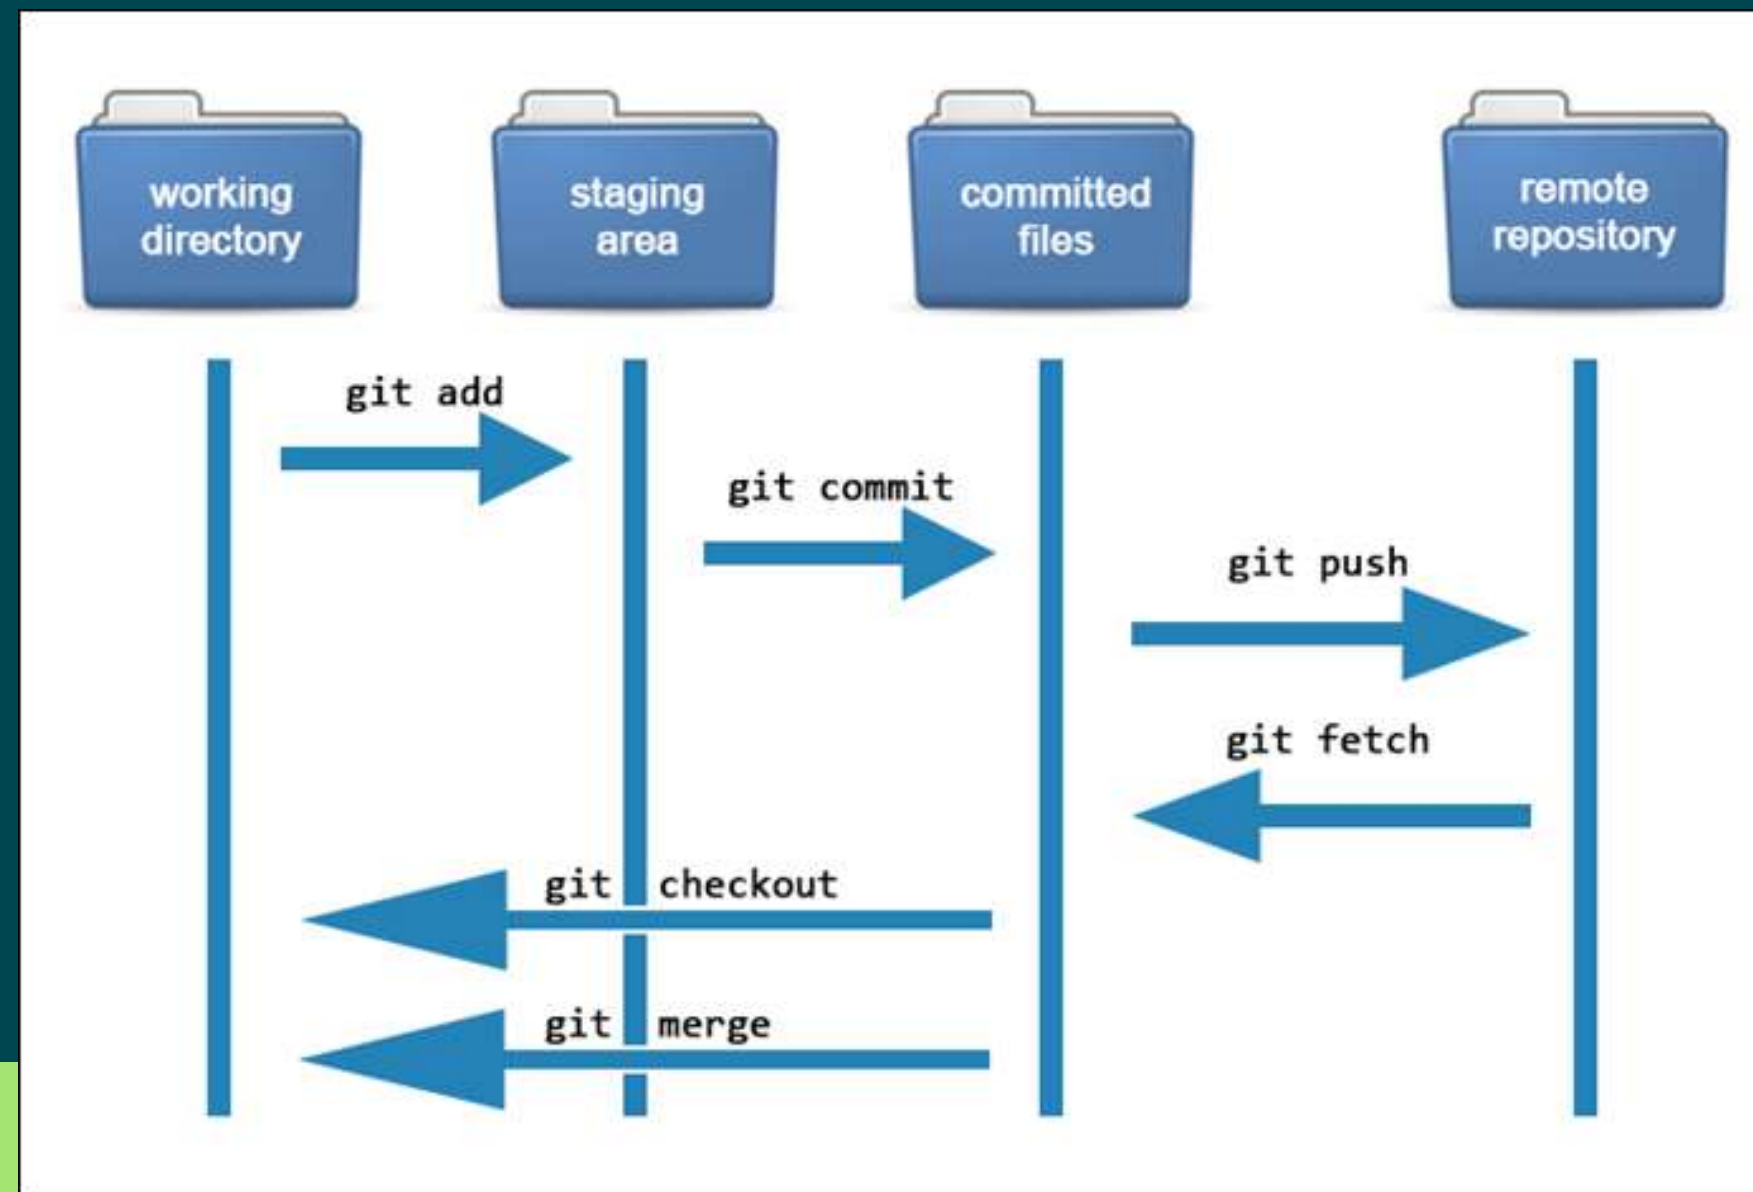 working
directory
staging
area
committed
files
remote
repository
git add
git commit
git push
git fetch
git checkout
git merge